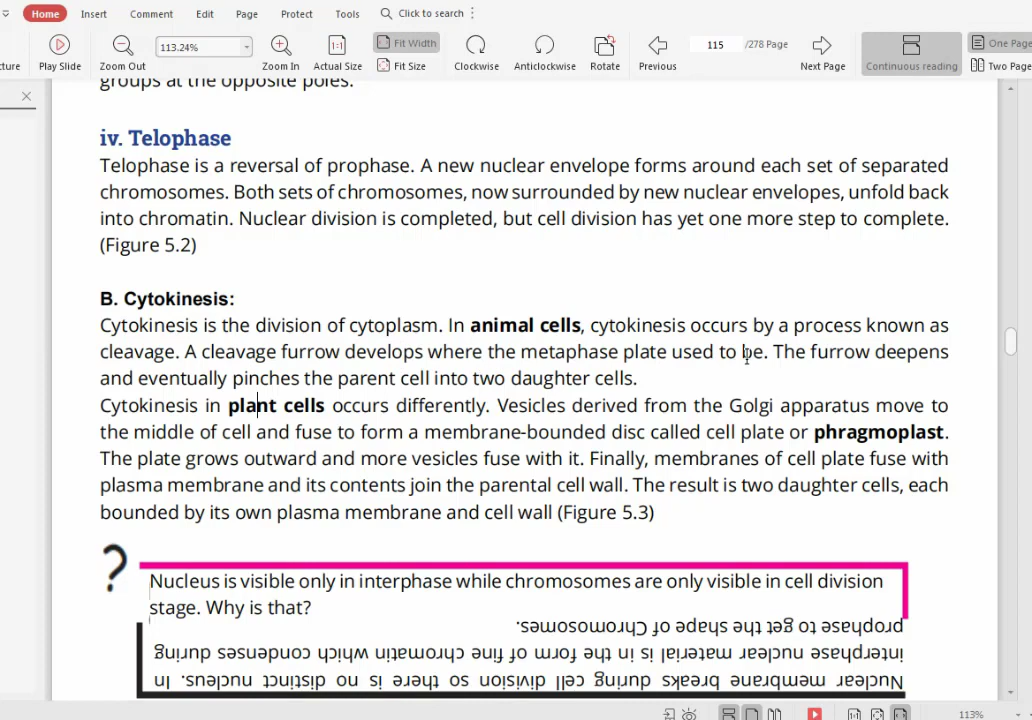 Home Insert Comment Edit Page Protect Tools Click to search
cture Play Slide Zoom Out 113.24% Zoom In Actual Size Fit Width Fit Size Clockwise Anticlockwise Rotate Previous 115 /278 Page Next Page Continuous reading One Page Two Page
groups at the opposite poles.
iv. Telophase
Telophase is a reversal of prophase. A new nuclear envelope forms around each set of separated
chromosomes. Both sets of chromosomes, now surrounded by new nuclear envelopes, unfold back
into chromatin. Nuclear division is completed, but cell division has yet one more step to complete.
(Figure 5.2)
B. Cytokinesis:
Cytokinesis is the division of cytoplasm. In animal cells, cytokinesis occurs by a process known as
cleavage. A cleavage furrow develops where the metaphase plate used to be. The furrow deepens
and eventually pinches the parent cell into two daughter cells.
Cytokinesis in plant cells occurs differently. Vesicles derived from the Golgi apparatus move to
the middle of cell and fuse to form a membrane-bounded disc called cell plate or phragmoplast.
The plate grows outward and more vesicles fuse with it. Finally, membranes of cell plate fuse with
plasma membrane and its contents join the parental cell wall. The result is two daughter cells, each
bounded by its own plasma membrane and cell wall (Figure 5.3)
?
Nucleus is visible only in interphase while chromosomes are only visible in cell division
stage. Why is that?
Nuclear membrane breaks during cell division so there is no distinct nucleus. In
interphase nuclear material is in the form of fine chromatin which condenses during
prophase to get the shape of Chromosomes.
113%